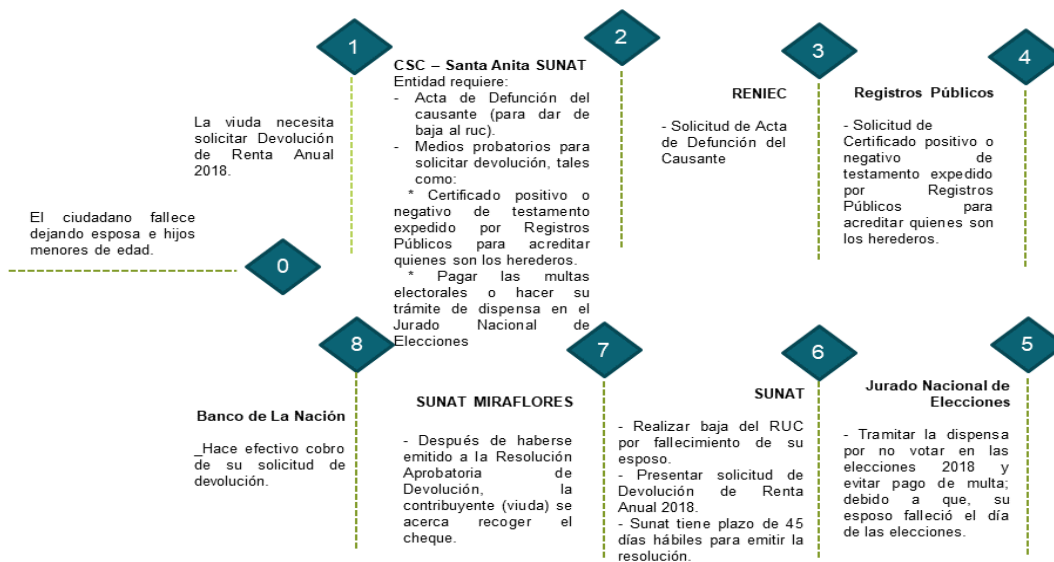 0
El ciudadano fallece
dejando esposa e hijos
menores de edad.
1
La viuda necesita
solicitar Devolución
de Renta Anual
2018.
2
CSC – Santa Anita SUNAT
Entidad requiere:
- Acta de Defunción del
causante (para dar de
baja al ruc).
- Medios probatorios para
solicitar devolución, tales
como:
* Certificado positivo o
negativo de testamento
expedido por Registros
Públicos para acreditar
quienes son los herederos.
* Pagar las multas
electorales o hacer su
trámite de dispensa en el
Jurado Nacional de
Elecciones
3
RENIEC
- Solicitud de Acta
de Defunción del
Causante
4
Registros Públicos
- Solicitud de
Certificado positivo o
negativo de
testamento expedido
por Registros
Públicos para
acreditar quienes son
los herederos.
5
Jurado Nacional de
Elecciones
- Tramitar la dispensa
por no votar en las
elecciones 2018 y
evitar pago de multa;
debido a que, su
esposo falleció el día
de las elecciones.
6
SUNAT
- Realizar baja del RUC
por fallecimiento de su
esposo.
- Presentar solicitud de
Devolución de Renta
Anual 2018.
- Sunat tiene plazo de 45
días hábiles para emitir la
resolución.
7
SUNAT MIRAFLORES
- Después de haberse
emitido a la Resolución
Aprobatoria de
Devolución, la
contribuyente (viuda) se
acerca recoger el
cheque.
8
Banco de La Nación
_Hace efectivo cobro
de su solicitud de
devolución.